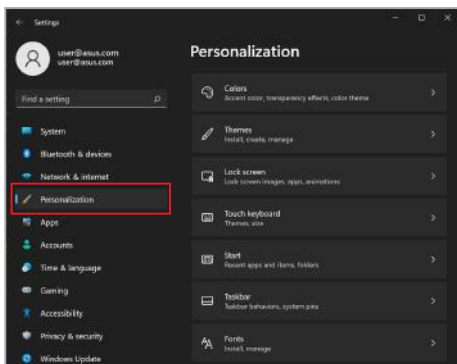 Settings
user@asus.com
user@asus.com
Find a setting
System
Bluetooth & devices
Network & internet
Personalization
Apps
Accounts
Time & language
Gaming
Accessibility
Privacy & security
Windows Update
Personalization
Colors
Accent color, transparency effects, color theme
Themes
Install, create, manage
Lock screen
Lock screen images, apps, animations
Touch keyboard
Themes, size
Start
Recent apps and items, folders
Taskbar
Taskbar behaviors, system pins
Fonts
Install, manage